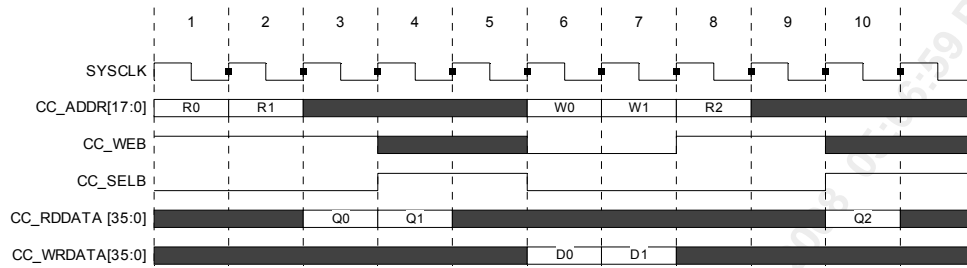 1 2 3 4 5 6 7 8 9 10
SYSCLK
CC_ADDR[17:0] R0 R1 W0 W1 R2
CC_WEB
CC_SELB
CC_RDDATA [35:0] Q0 Q1 Q2
CC_WRDATA[35:0] D0 D1